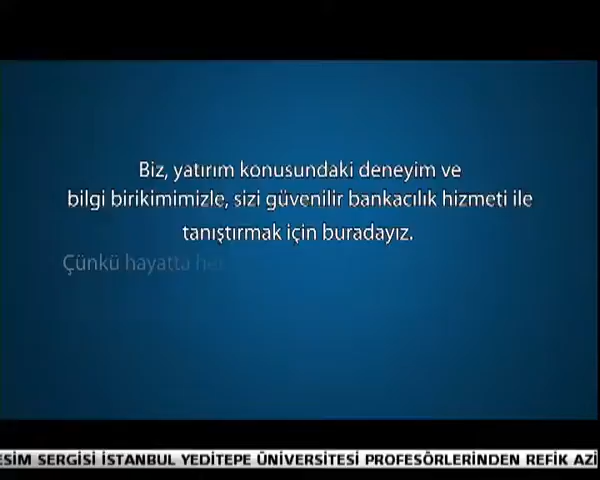 Biz, yatırım konusundaki deneyim ve
bilgi birikimimizle, sizi güvenilir bankacılık hizmeti ile
tanıştırmak için buradayız.
Çünkü hayatta her
ESİM SERGİSİ İSTANBUL YEDİTEPE ÜNİVERSİTESİ PROFESÖRLERİNDEN REFİK AZİ